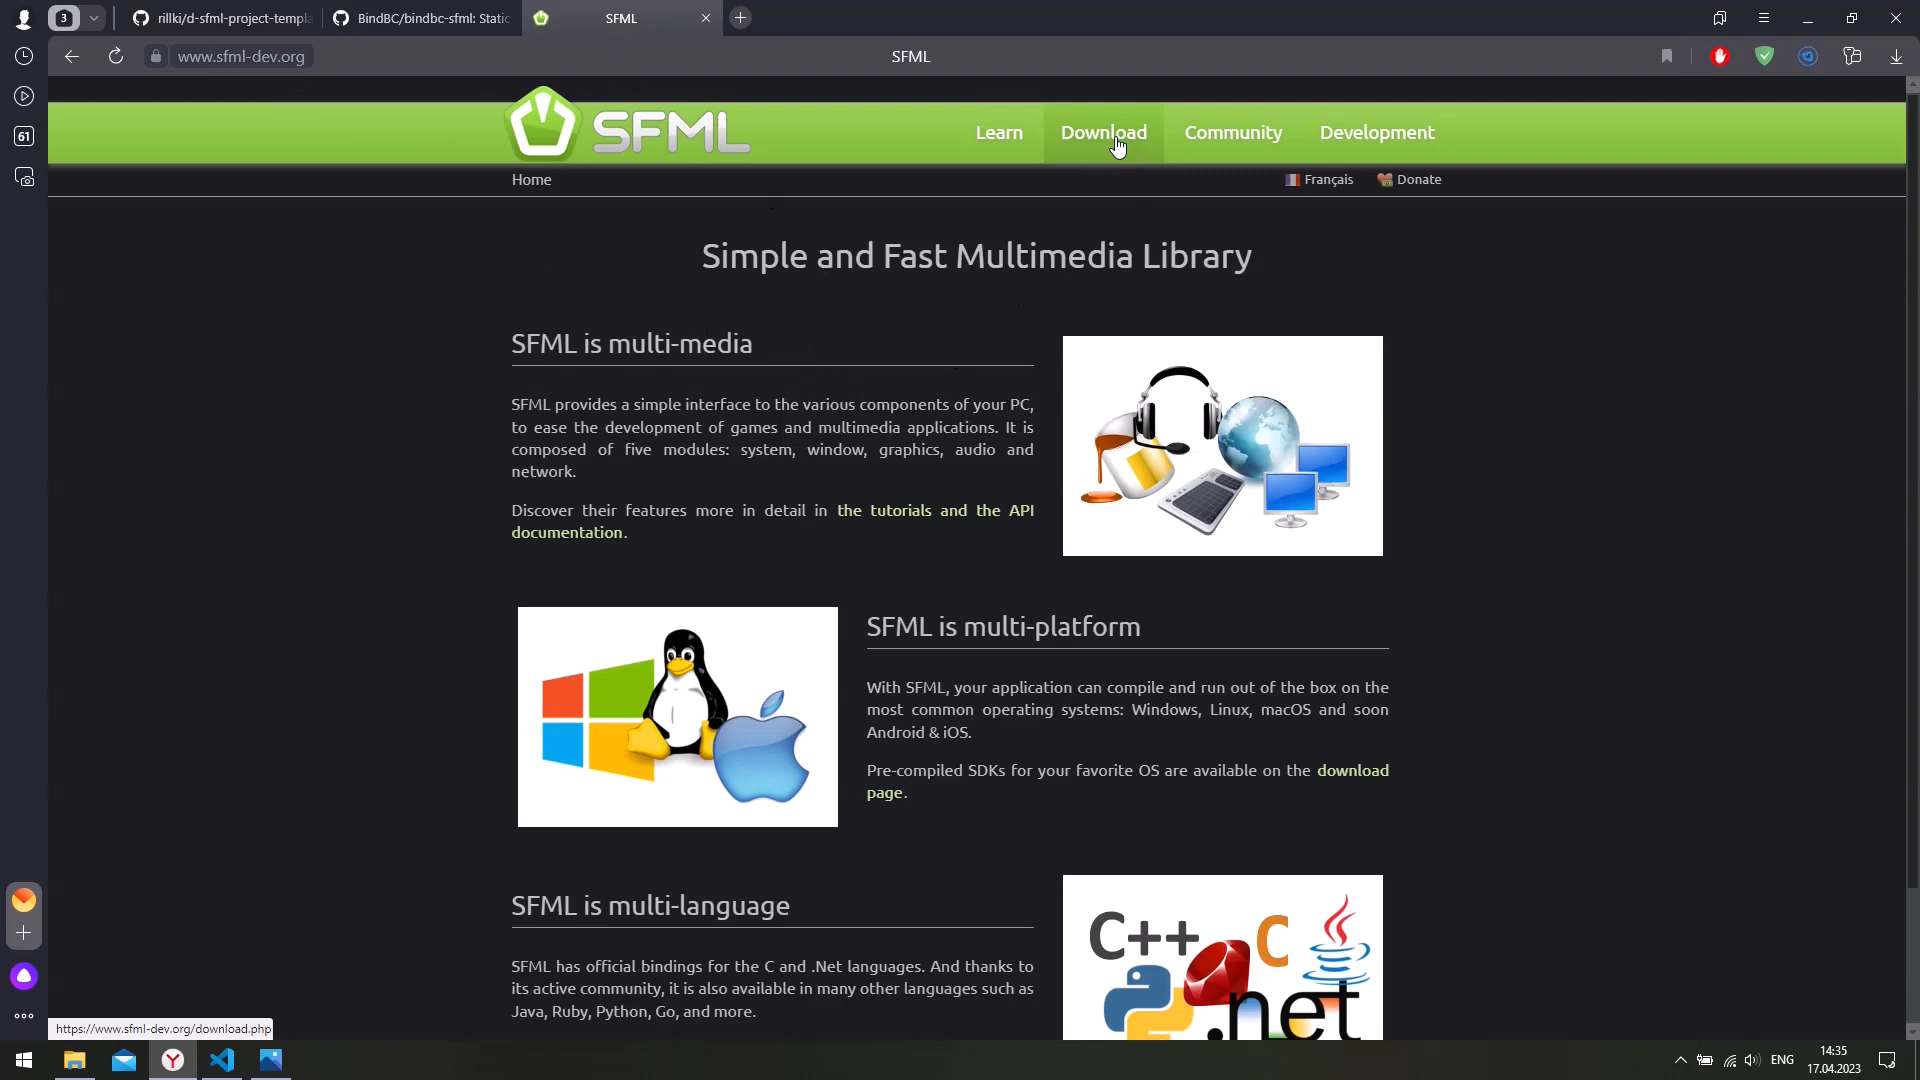 3
rillki/d-sfml-project-templa
BindBC/bindbc-sfml: Static
SFML
www.sfml-dev.org
SFML
61
SFML
Learn
Download
Community
Development
Home
Français
Donate
Simple and Fast Multimedia Library
SFML is multi-media
SFML provides a simple interface to the various components of your PC,
to ease the development of games and multimedia applications. It is
composed of five modules: system, window, graphics, audio and
network.
Discover their features more in detail in the tutorials and the API
documentation.
SFML is multi-platform
With SFML, your application can compile and run out of the box on the
most common operating systems: Windows, Linux, macOS and soon
Android & iOS.
Pre-compiled SDKs for your favorite OS are available on the download
page.
SFML is multi-language
SFML has official bindings for the C and .Net languages. And thanks to
its active community, it is also available in many other languages such as
Java, Ruby, Python, Go, and more.
C++
C
.net
https://www.sfml-dev.org/download.php
ENG
14:35
17.04.2023